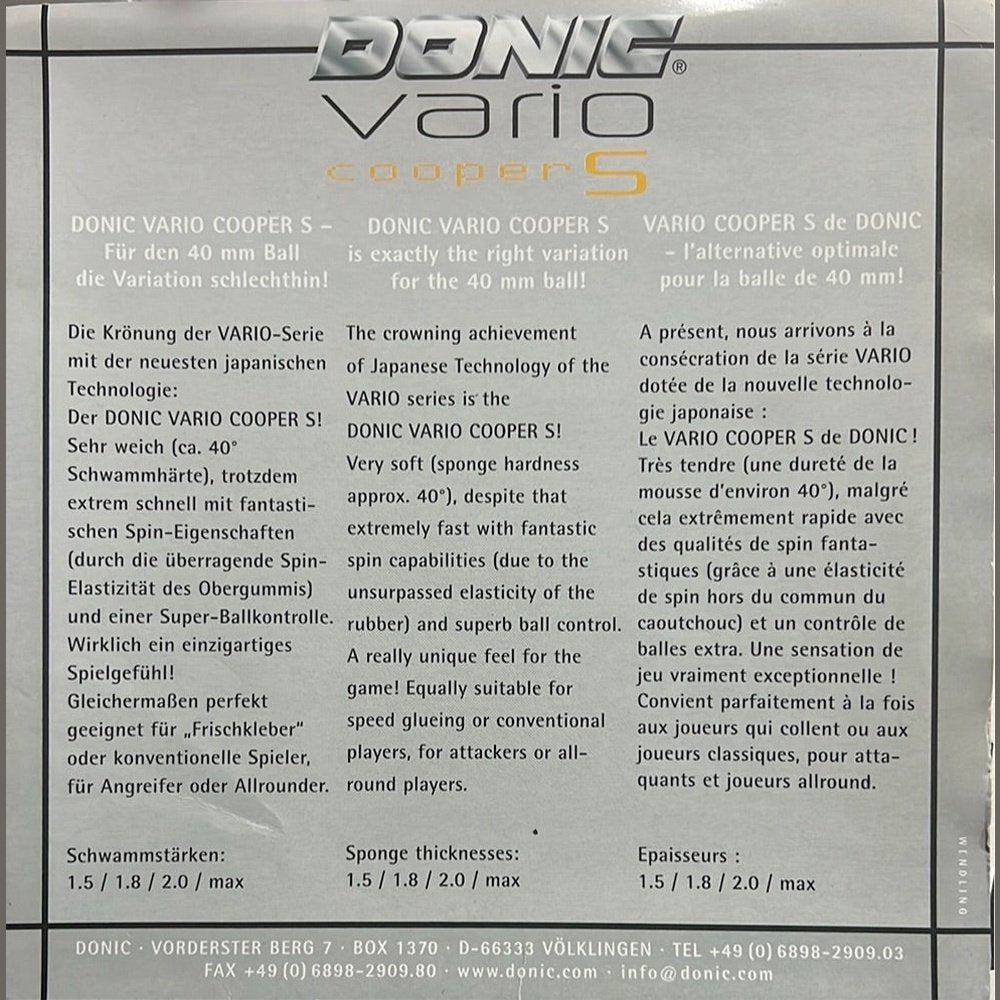 DONIC®
vario
cooper S
DONIC VARIO COOPER S –
Für den 40 mm Ball
die Variation schlechthin!
Die Krönung der VARIO-Serie
mit der neuesten japanischen
Technologie:
Der DONIC VARIO COOPER S!
Sehr weich (ca. 40°
Schwammhärte), trotzdem
extrem schnell mit fantasti-
schen Spin-Eigenschaften
(durch die überragende Spin-
Elastizität des Obergummis)
und einer Super-Ballkontrolle.
Wirklich ein einzigartiges
Spielgefühl!
Gleichermaßen perfekt
geeignet für „Frischkleber“
oder konventionelle Spieler,
für Angreifer oder Allrounder.
Schwammstärken:
1.5 / 1.8 / 2.0 / max
DONIC VARIO COOPER S
is exactly the right variation
for the 40 mm ball!
The crowning achievement
of Japanese Technology of the
VARIO series is the
DONIC VARIO COOPER S!
Very soft (sponge hardness
approx. 40°), despite that
extremely fast with fantastic
spin capabilities (due to the
unsurpassed elasticity of the
rubber) and superb ball control.
A really unique feel for the
game! Equally suitable for
speed glueing or conventional
players, for attackers or all-
round players.
Sponge thicknesses:
1.5 / 1.8 / 2.0 / max
VARIO COOPER S de DONIC
– l'alternative optimale
pour la balle de 40 mm!
A présent, nous arrivons à la
consécration de la série VARIO
dotée de la nouvelle technolo-
gie japonaise :
Le VARIO COOPER S de DONIC !
Très tendre (une dureté de la
mousse d'environ 40°), malgré
cela extrêmement rapide avec
des qualités de spin fanta-
stiques (grâce à une élasticité
de spin hors du commun du
caoutchouc) et un contrôle de
balles extra. Une sensation de
jeu vraiment exceptionnelle !
Convient parfaitement à la fois
aux joueurs qui collent ou aux
joueurs classiques, pour atta-
quants et joueurs allround.
Epaisseurs :
1.5 / 1.8 / 2.0 / max
WENDLING
DONIC · VORDERSTER BERG 7 · BOX 1370 · D-66333 VÖLKLINGEN · TEL +49 (0) 6898-2909.03
FAX +49 (0) 6898-2909.80 · www.donic.com · info@donic.com